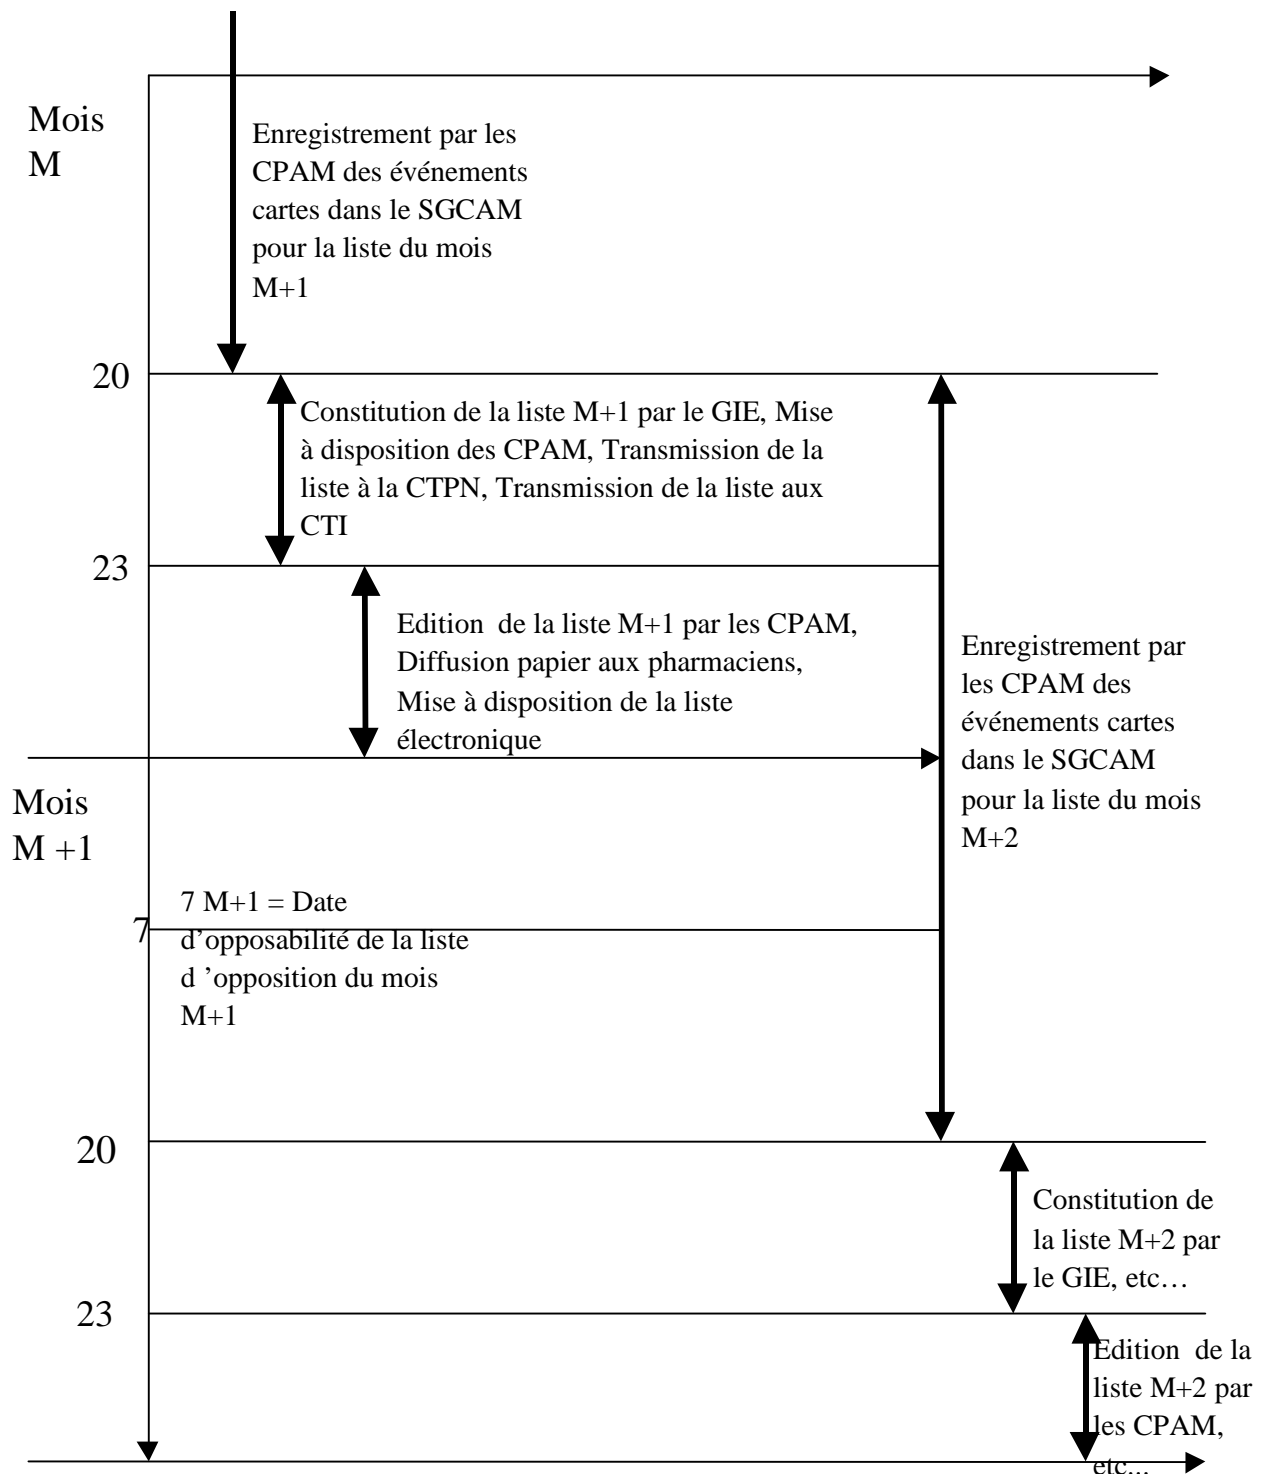 Mois
M
Enregistrement par les
CPAM des événements
cartes dans le SGCAM
pour la liste du mois
M+1
20
Constitution de la liste M+1 par le GIE, Mise
à disposition des CPAM, Transmission de la
liste à la CTPN, Transmission de la liste aux
CTI
23
Edition de la liste M+1 par les CPAM,
Diffusion papier aux pharmaciens,
Mise à disposition de la liste
électronique
Enregistrement par
les CPAM des
événements cartes
dans le SGCAM
pour la liste du mois
M+2
Mois
M +1
7
7 M+1 = Date
d'opposabilité de la liste
d ’opposition du mois
M+1
20
Constitution de
la liste M+2 par
le GIE, etc…
23
Edition de la
liste M+2 par
les CPAM,
etc...